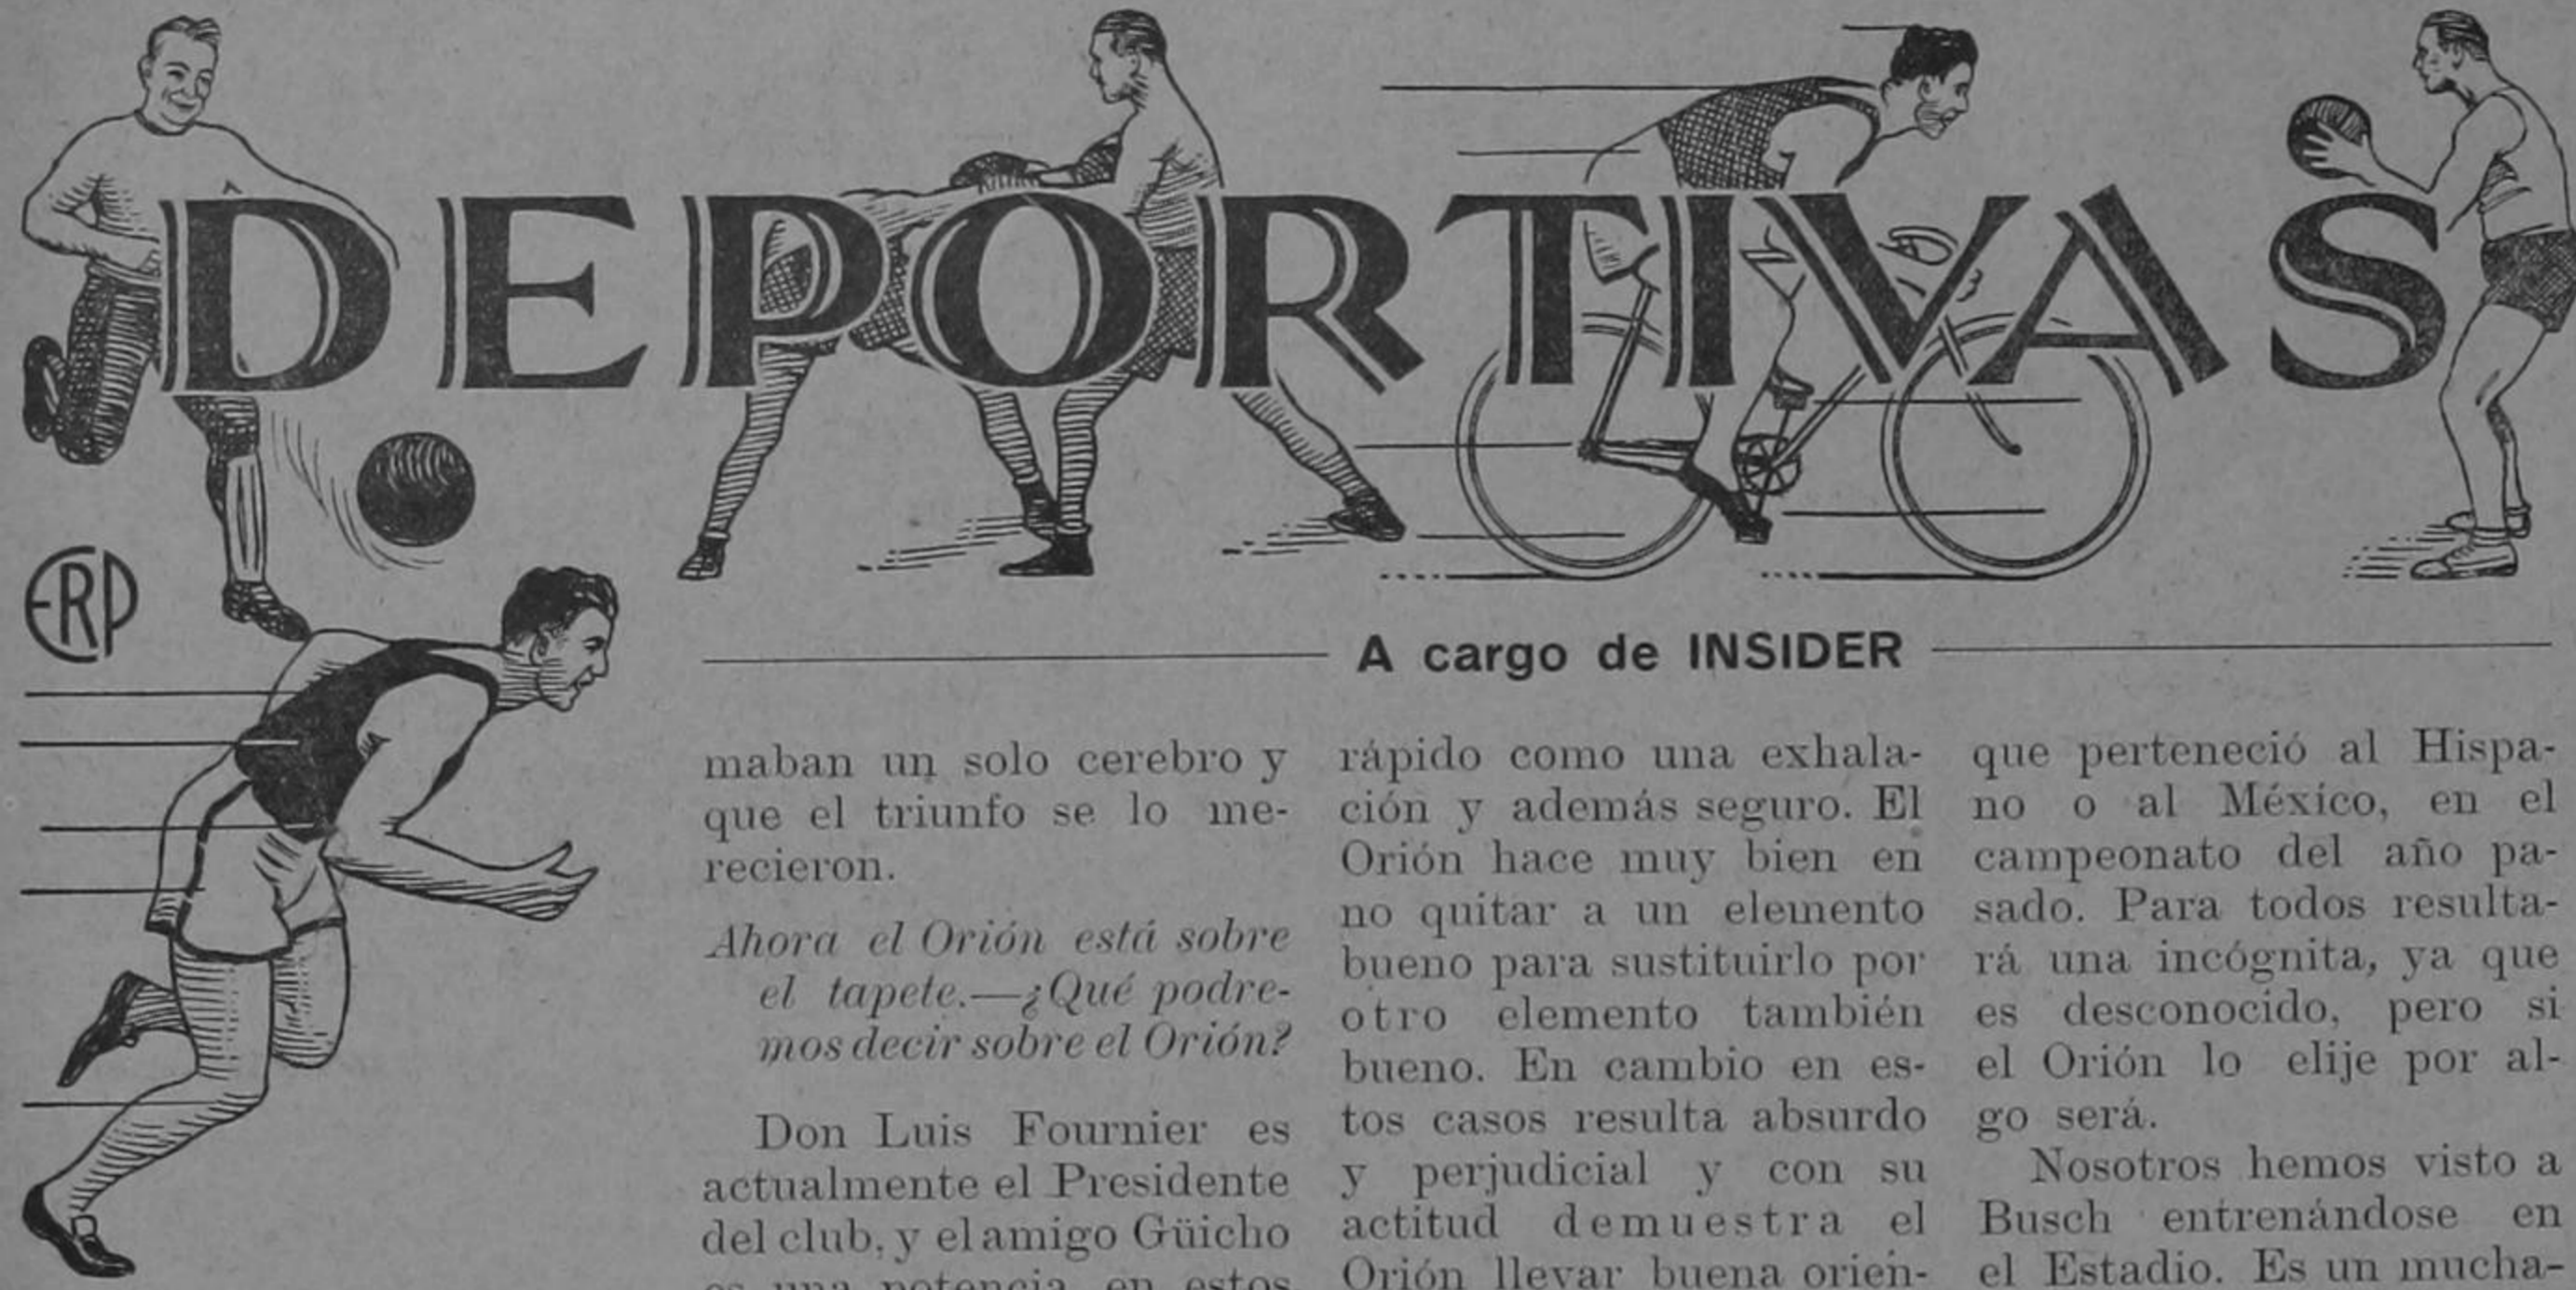 DEPORTIVAS
ERP
A cargo de INSIDER
maban un solo cerebro y
que el triunfo se lo me-
recieron.
Ahora el Orión está sobre
el tapete.—¿Qué podre-
mos decir sobre el Orión?
Don Luis Fournier es
actualmente el Presidente
del club, y el amigo Güicho
es una potencia en estos
rápido como una exhala-
ción y además seguro. El
Orión hace muy bien en
no quitar a un elemento
bueno para sustituirlo por
otro elemento también
bueno. En cambio en es-
tos casos resulta absurdo
y perjudicial y con su
actitud demuestra el
Orión llevar buena orien-
que perteneció al Hispa-
no o al México, en el
campeonato del año pa-
sado. Para todos resulta-
rá una incógnita, ya que
es desconocido, pero si
el Orión lo elije por al-
go será.
Nosotros hemos visto a
Busch entrenándose en
el Estadio. Es un mucha-